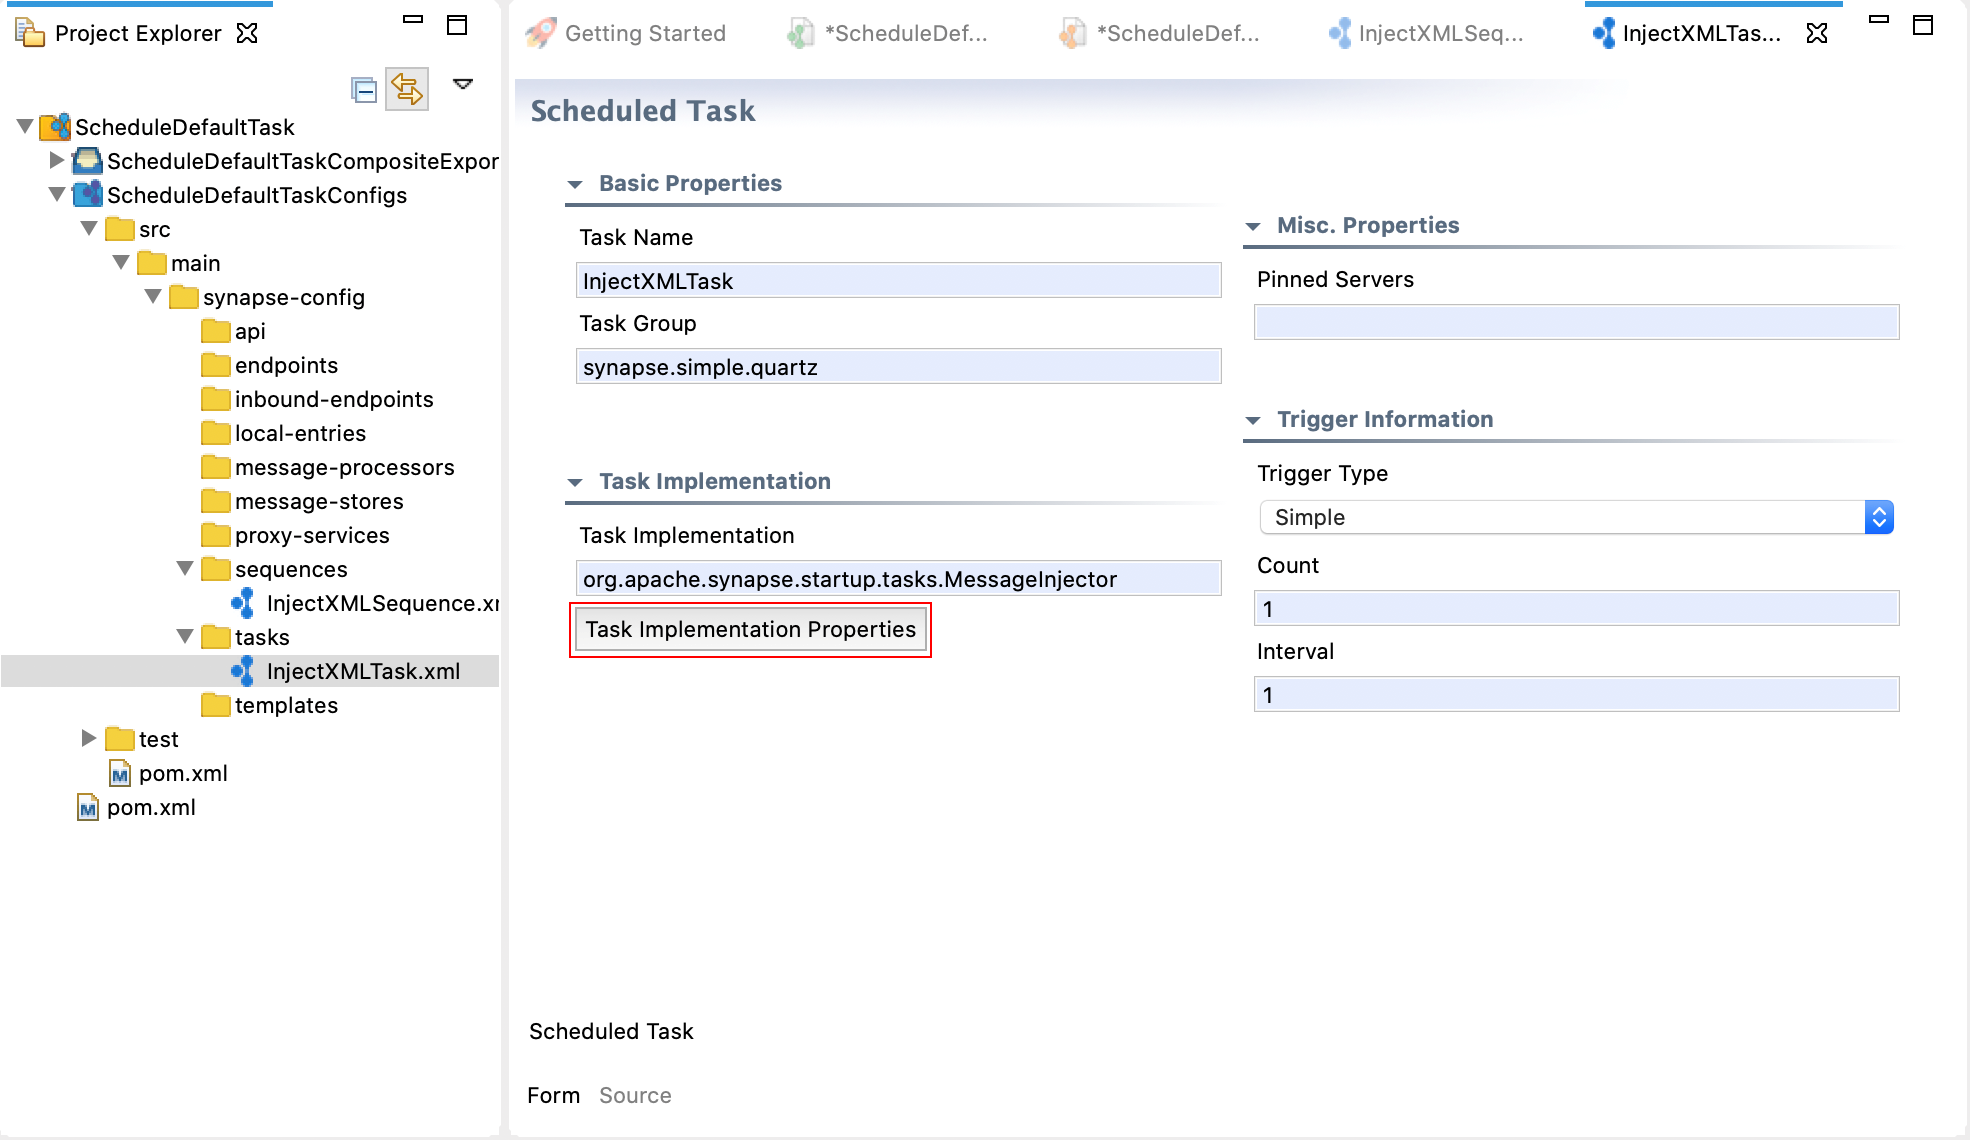 Project Explorer
ScheduleDefaultTask
ScheduleDefaultTaskCompositeExpor
ScheduleDefaultTaskConfigs
src
main
synapse-config
api
endpoints
inbound-endpoints
local-entries
message-processors
message-stores
proxy-services
sequences
InjectXMLSequence.xr
tasks
InjectXMLTask.xml
templates
test
pom.xml
pom.xml
Getting Started
*ScheduleDef...
*ScheduleDef...
InjectXMLSeq...
InjectXMLTas...
Scheduled Task
Basic Properties
Task Name
InjectXMLTask
Task Group
synapse.simple.quartz
Task Implementation
Task Implementation
org.apache.synapse.startup.tasks.MessageInjector
Task Implementation Properties
Misc. Properties
Pinned Servers
Trigger Information
Trigger Type
Simple
Count
1
Interval
1
Scheduled Task
Form Source